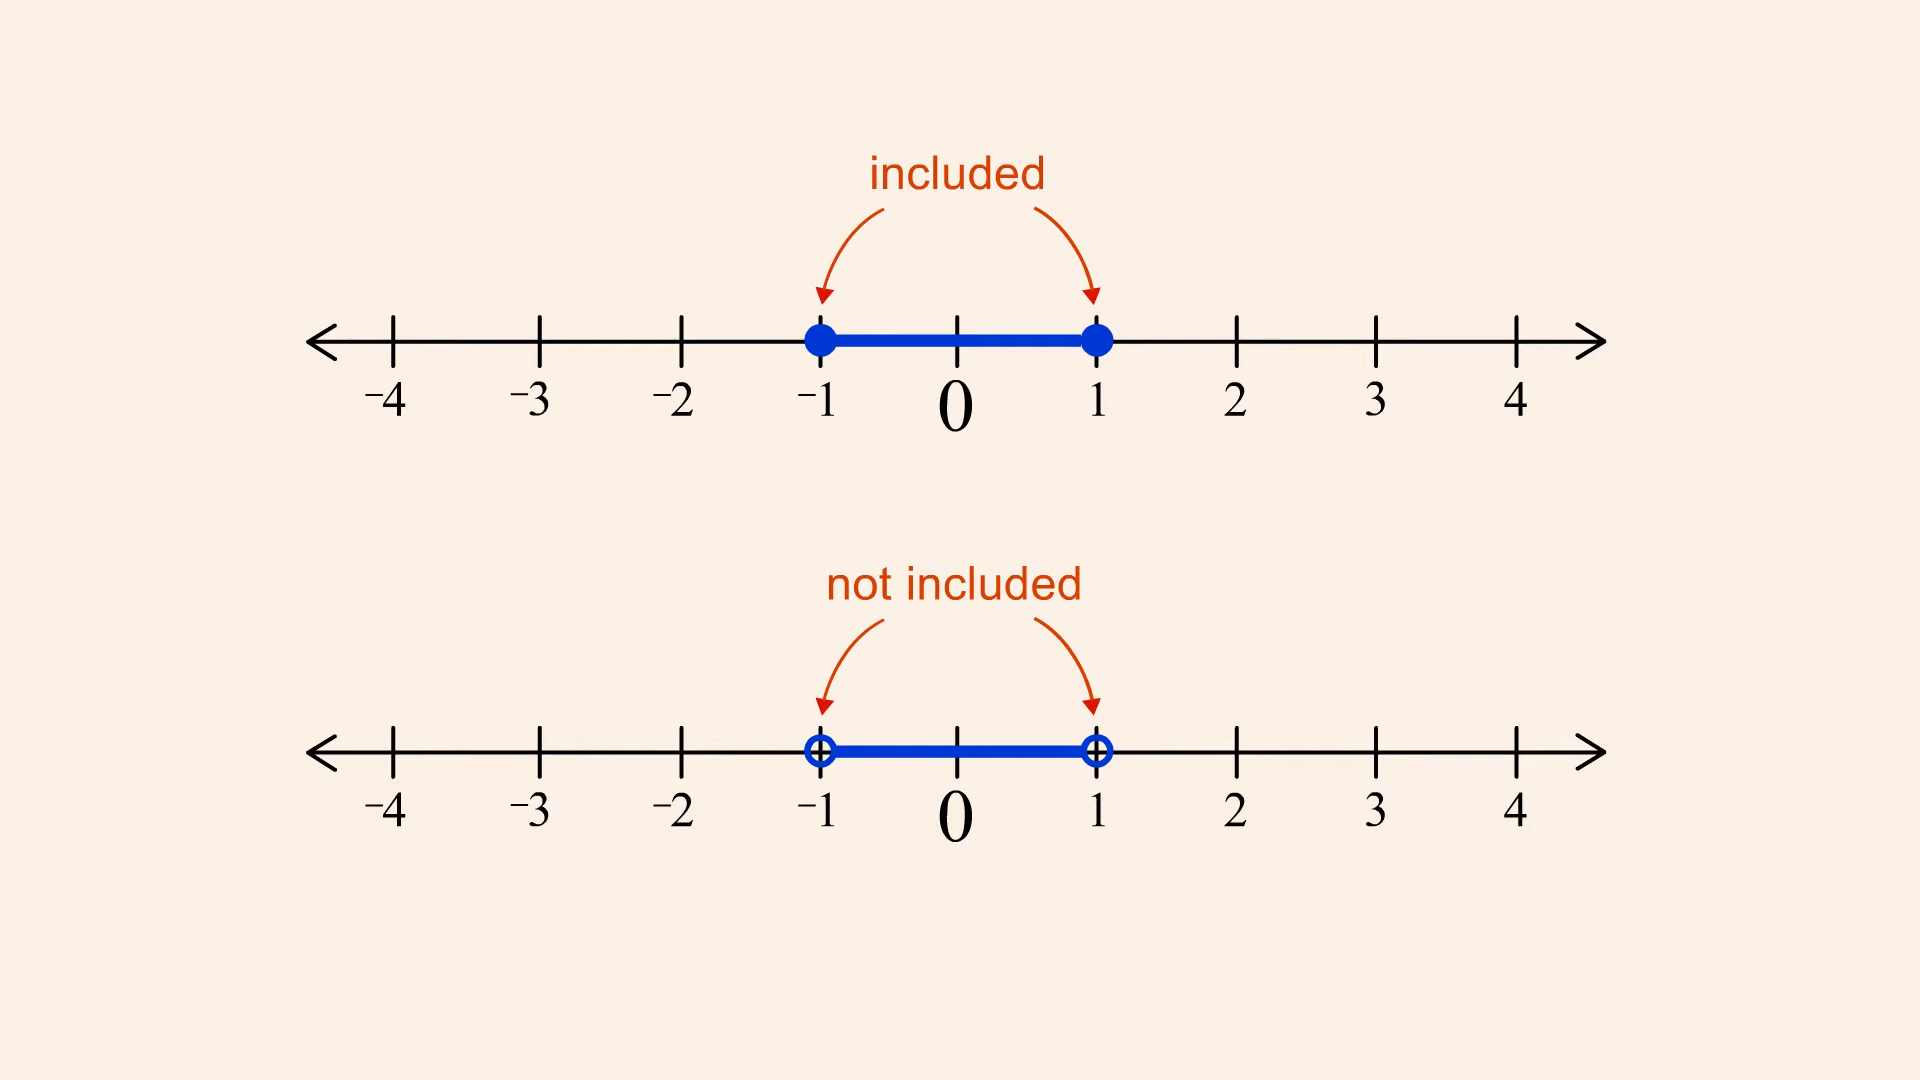 included
−4 −3 −2 −1 0 1 2 3 4
not included
−4 −3 −2 −1 0 1 2 3 4